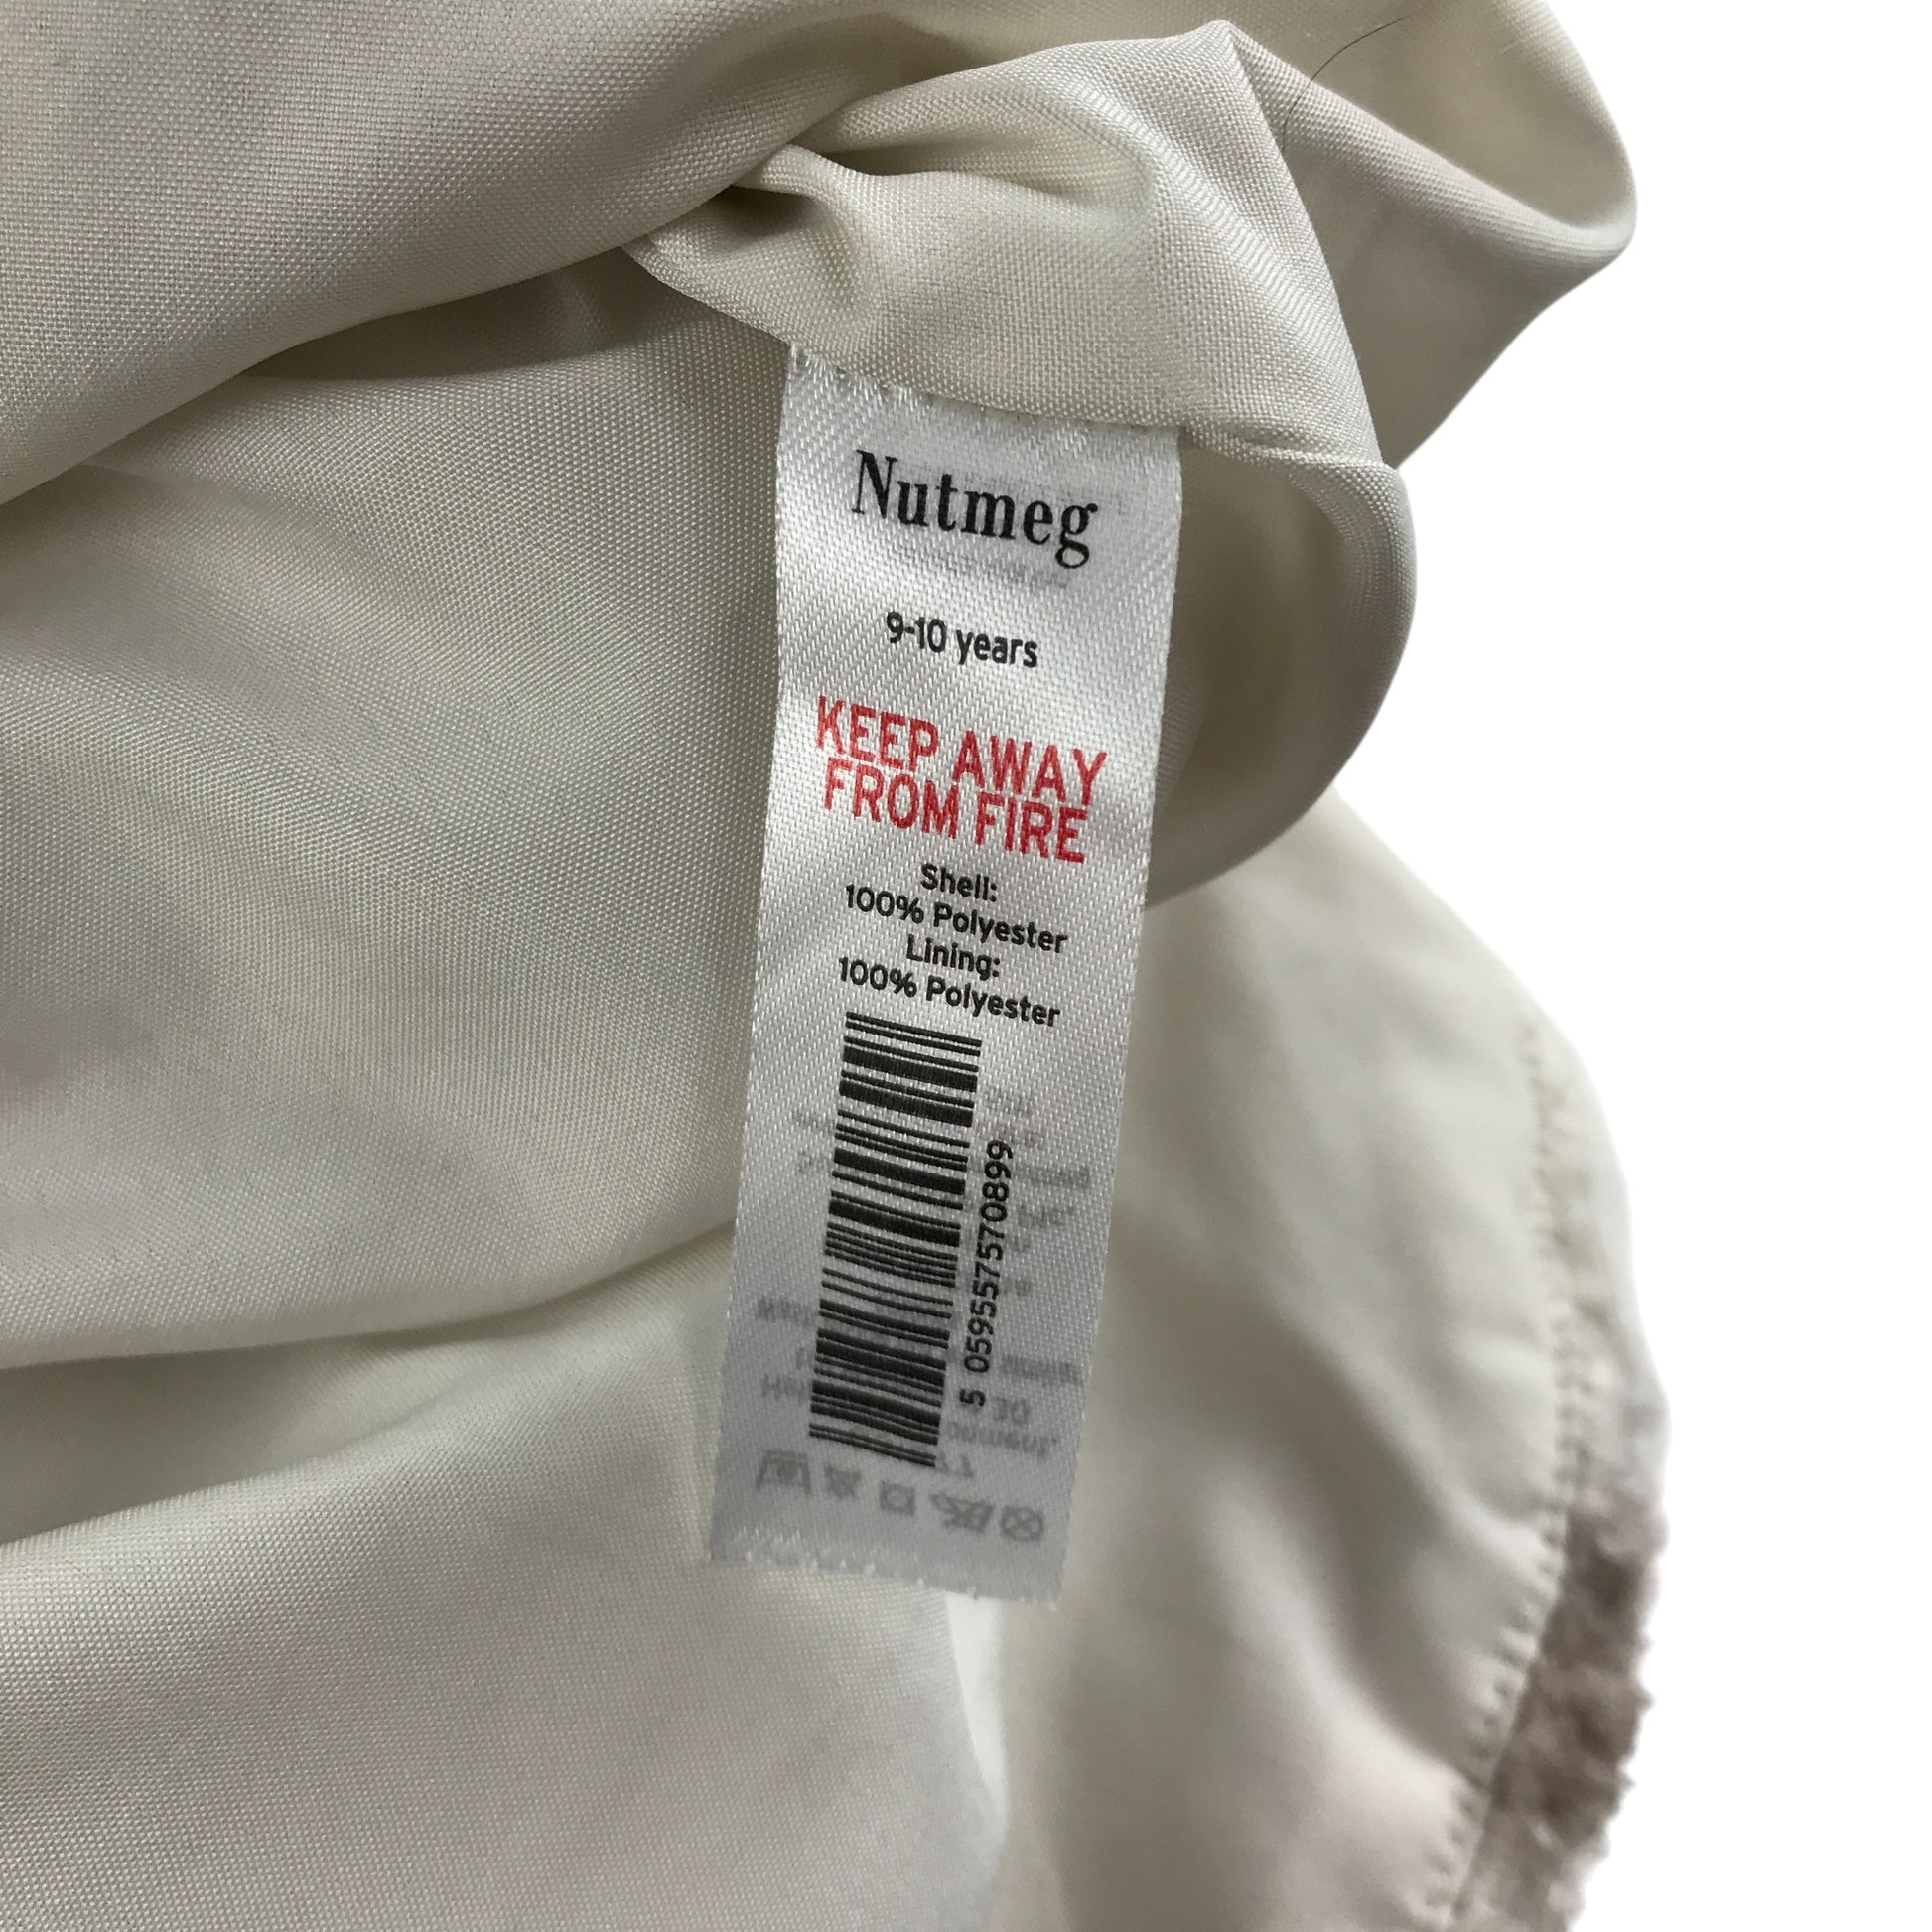 Nutmeg
9-10 years
KEEP AWAY
FROM FIRE
Shell:
100% Polyester
Lining:
100% Polyester
5 059557570899